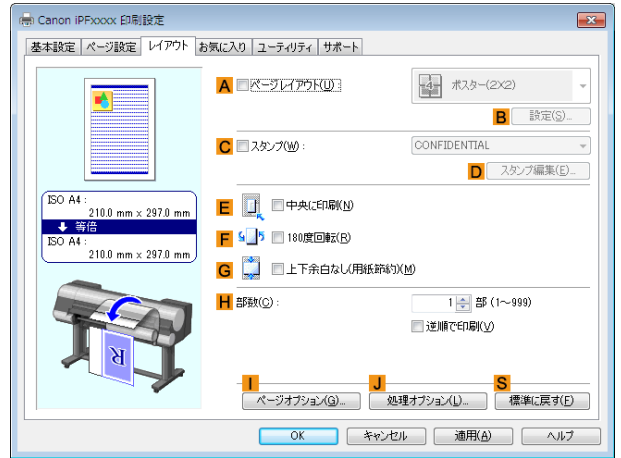 Canon iPFxxxx 印刷設定
基本設定 ページ設定 レイアウト お気に入り ユーティリティ サポート
A ページレイアウト(U) : ポスター(2×2)
B 設定(S)...
C スタンプ(W) : CONFIDENTIAL
D スタンプ編集(E)...
ISO A4 :
210.0 mm x 297.0 mm
等倍
ISO A4 :
210.0 mm x 297.0 mm
E 中央に印刷(N)
F 180度回転(R)
G 上下余白なし(用紙節約)(M)
H 部数(C) : 1 部 (1～999)
逆順で印刷(V)
R
I J S
ページオプション(G)... 処理オプション(L)... 標準に戻す(F)
OK キャンセル 適用(A) ヘルプ